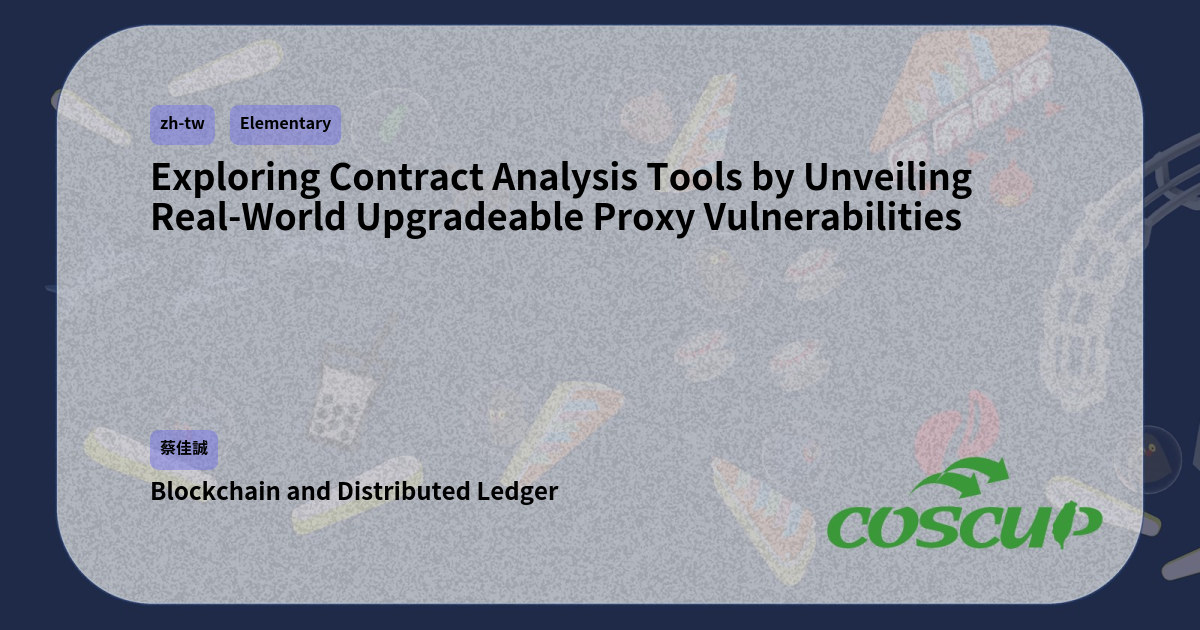 zh-tw
Elementary
Exploring Contract Analysis Tools by Unveiling
Real-World Upgradeable Proxy Vulnerabilities
蔡佳誠
Blockchain and Distributed Ledger
COSCUP